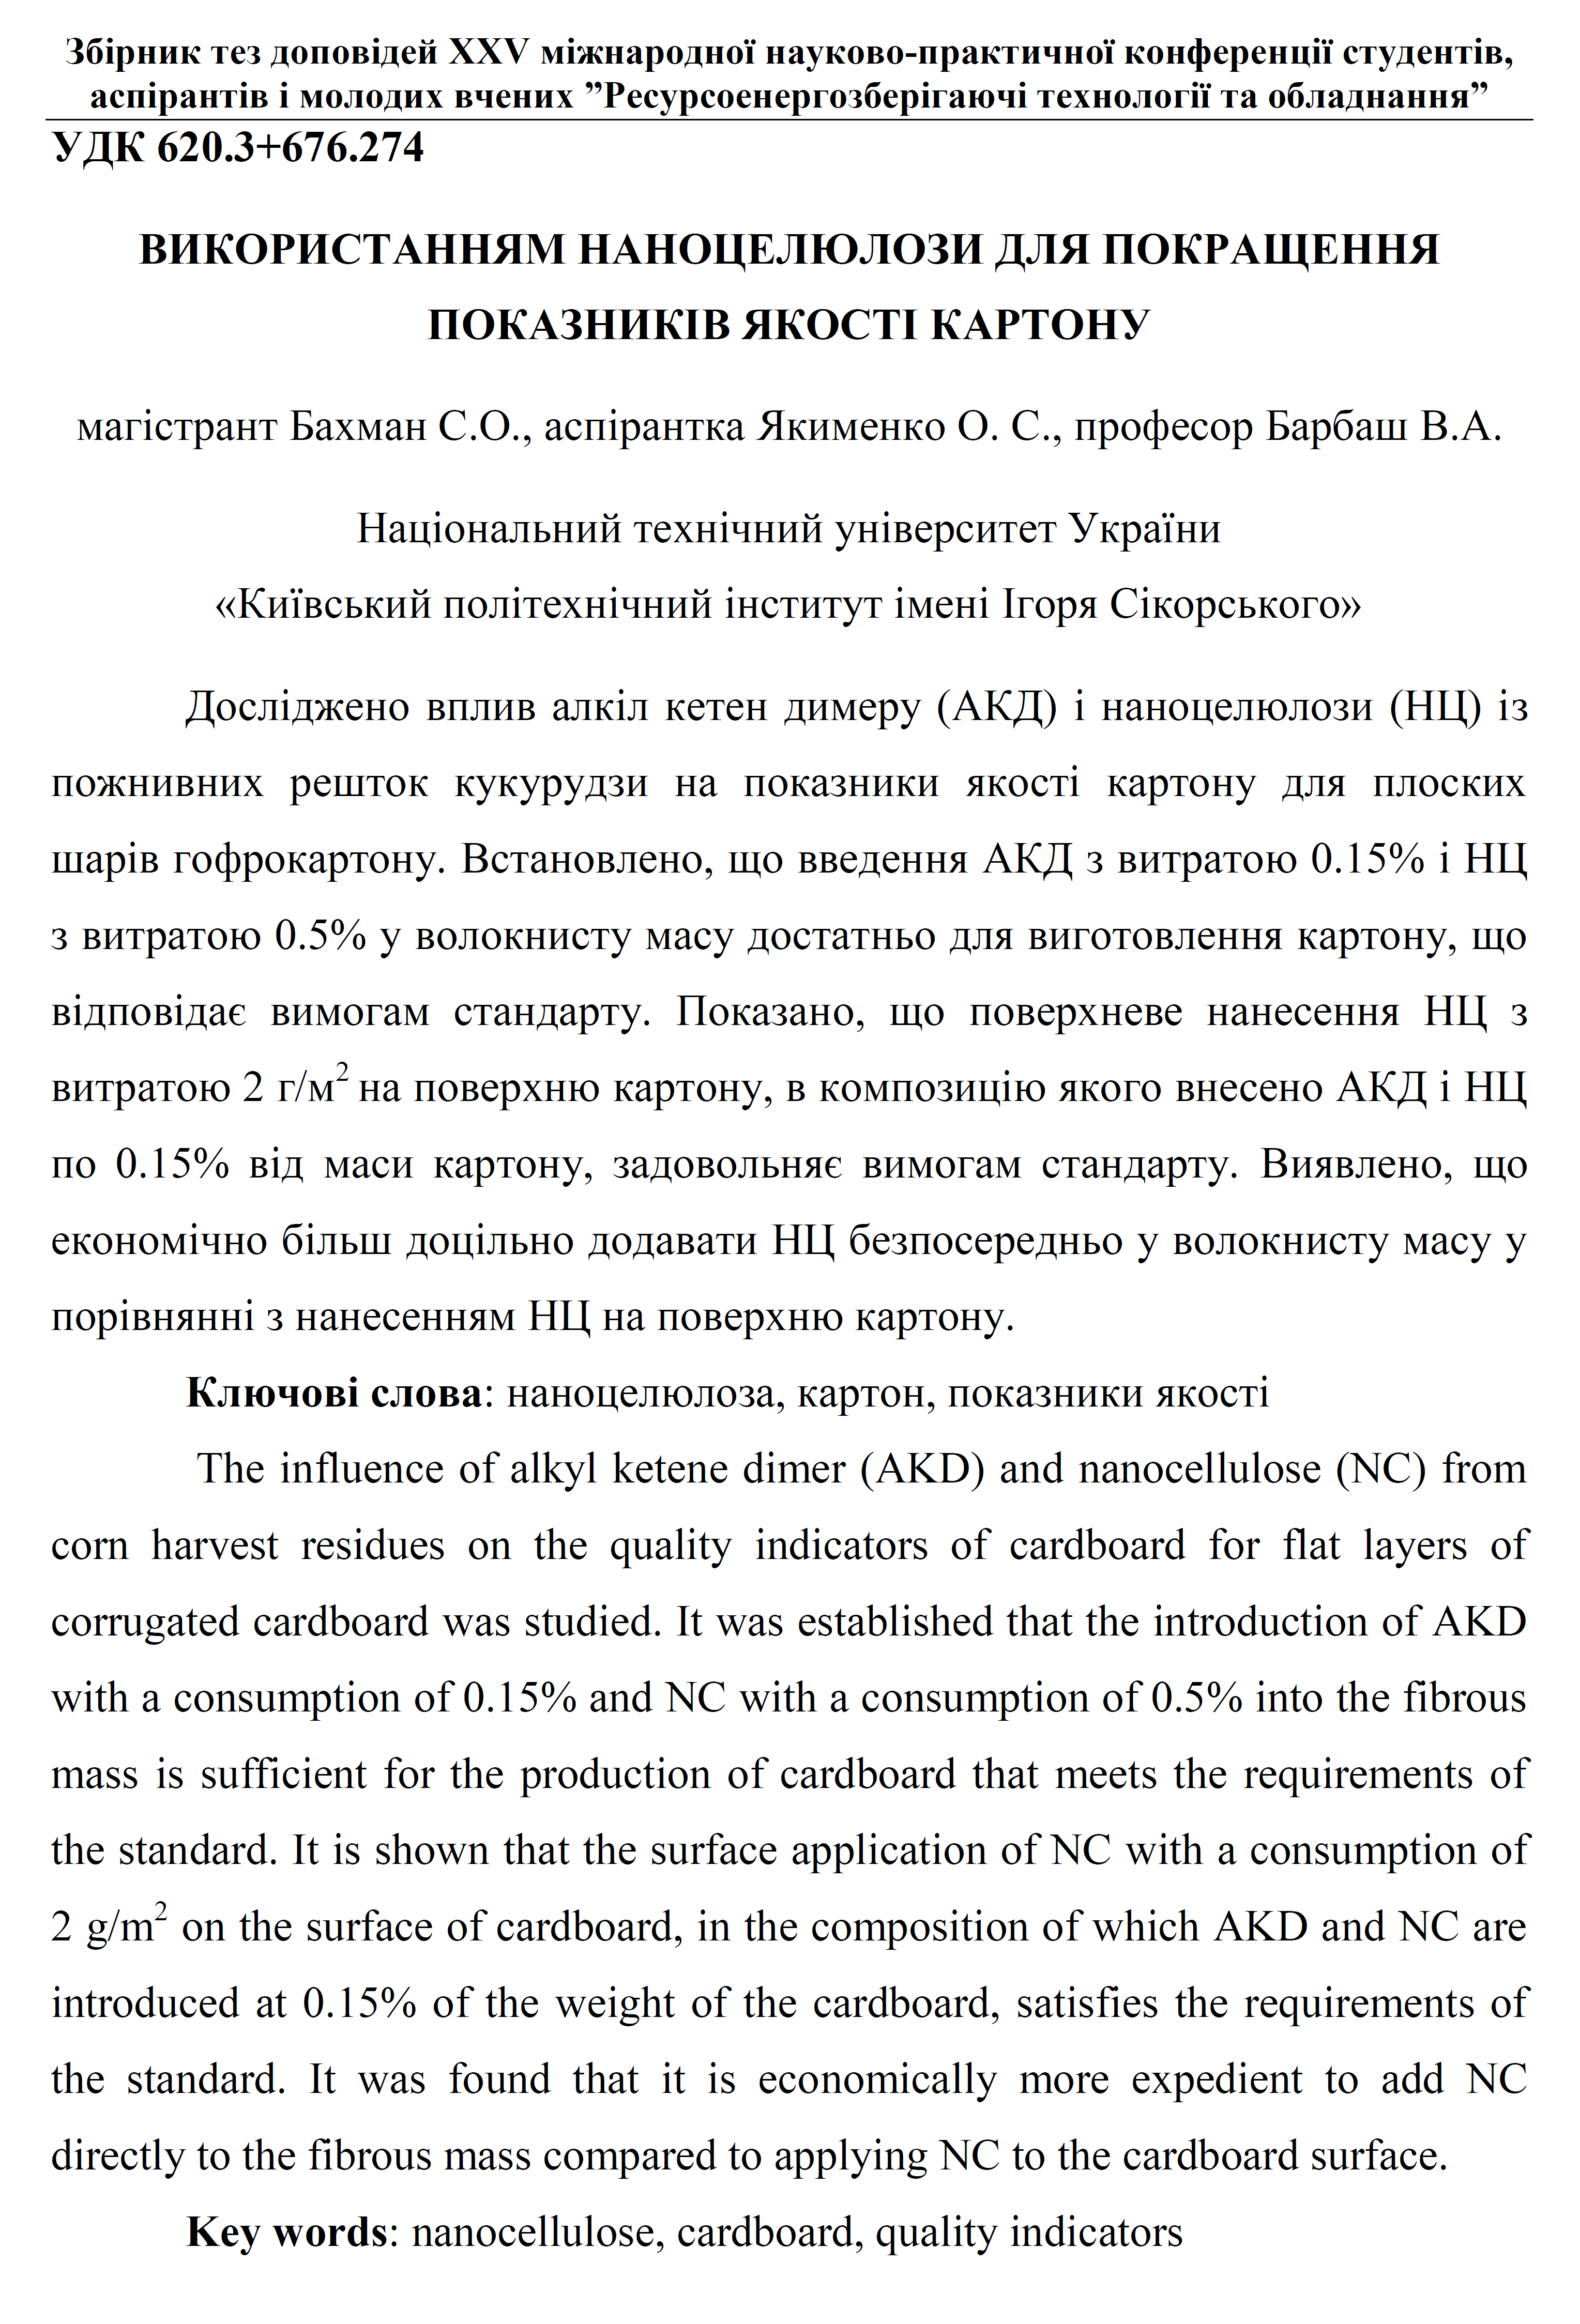 Збірник тез доповідей XXV міжнародної науково-практичної конференції студентів,
аспірантів і молодих вчених ”Ресурсоенергозберігаючі технології та обладнання”
УДК 620.3+676.274
ВИКОРИСТАННЯМ НАНОЦЕЛЮЛОЗИ ДЛЯ ПОКРАЩЕННЯ
ПОКАЗНИКІВ ЯКОСТІ КАРТОНУ
магістрант Бахман С.О., аспірантка Якименко О. С., професор Барбаш В.А.
Національний технічний університет України
«Київський політехнічний інститут імені Ігоря Сікорського»
Досліджено вплив алкіл кетен димеру (АКД) і наноцелюлози (НЦ) із
пожнивних решток кукурудзи на показники якості картону для плоских
шарів гофрокартону. Встановлено, що введення АКД з витратою 0.15% і НЦ
з витратою 0.5% у волокнисту масу достатньо для виготовлення картону, що
відповідає вимогам стандарту. Показано, що поверхневе нанесення НЦ з
витратою 2 г/м² на поверхню картону, в композицію якого внесено АКД і НЦ
по 0.15% від маси картону, задовольняє вимогам стандарту. Виявлено, що
економічно більш доцільно додавати НЦ безпосередньо у волокнисту масу у
порівнянні з нанесенням НЦ на поверхню картону.
Ключові слова: наноцелюлоза, картон, показники якості
The influence of alkyl ketene dimer (AKD) and nanocellulose (NC) from
corn harvest residues on the quality indicators of cardboard for flat layers of
corrugated cardboard was studied. It was established that the introduction of AKD
with a consumption of 0.15% and NC with a consumption of 0.5% into the fibrous
mass is sufficient for the production of cardboard that meets the requirements of
the standard. It is shown that the surface application of NC with a consumption of
2 g/m² on the surface of cardboard, in the composition of which AKD and NC are
introduced at 0.15% of the weight of the cardboard, satisfies the requirements of
the standard. It was found that it is economically more expedient to add NC
directly to the fibrous mass compared to applying NC to the cardboard surface.
Key words: nanocellulose, cardboard, quality indicators